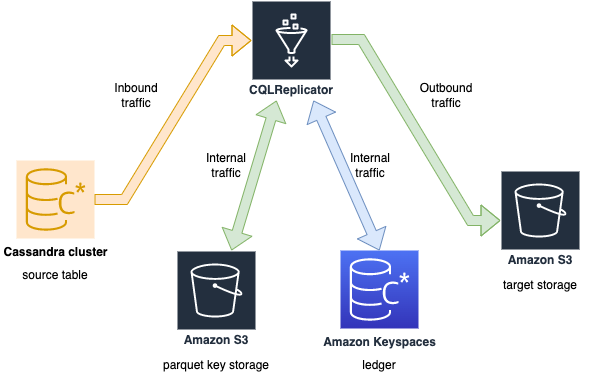 CQLReplicator
Inbound
traffic
Outbound
traffic
Internal
traffic
Internal
traffic
C*
Cassandra cluster
source table
Amazon S3
target storage
C*
Amazon S3
parquet key storage
Amazon Keyspaces
ledger